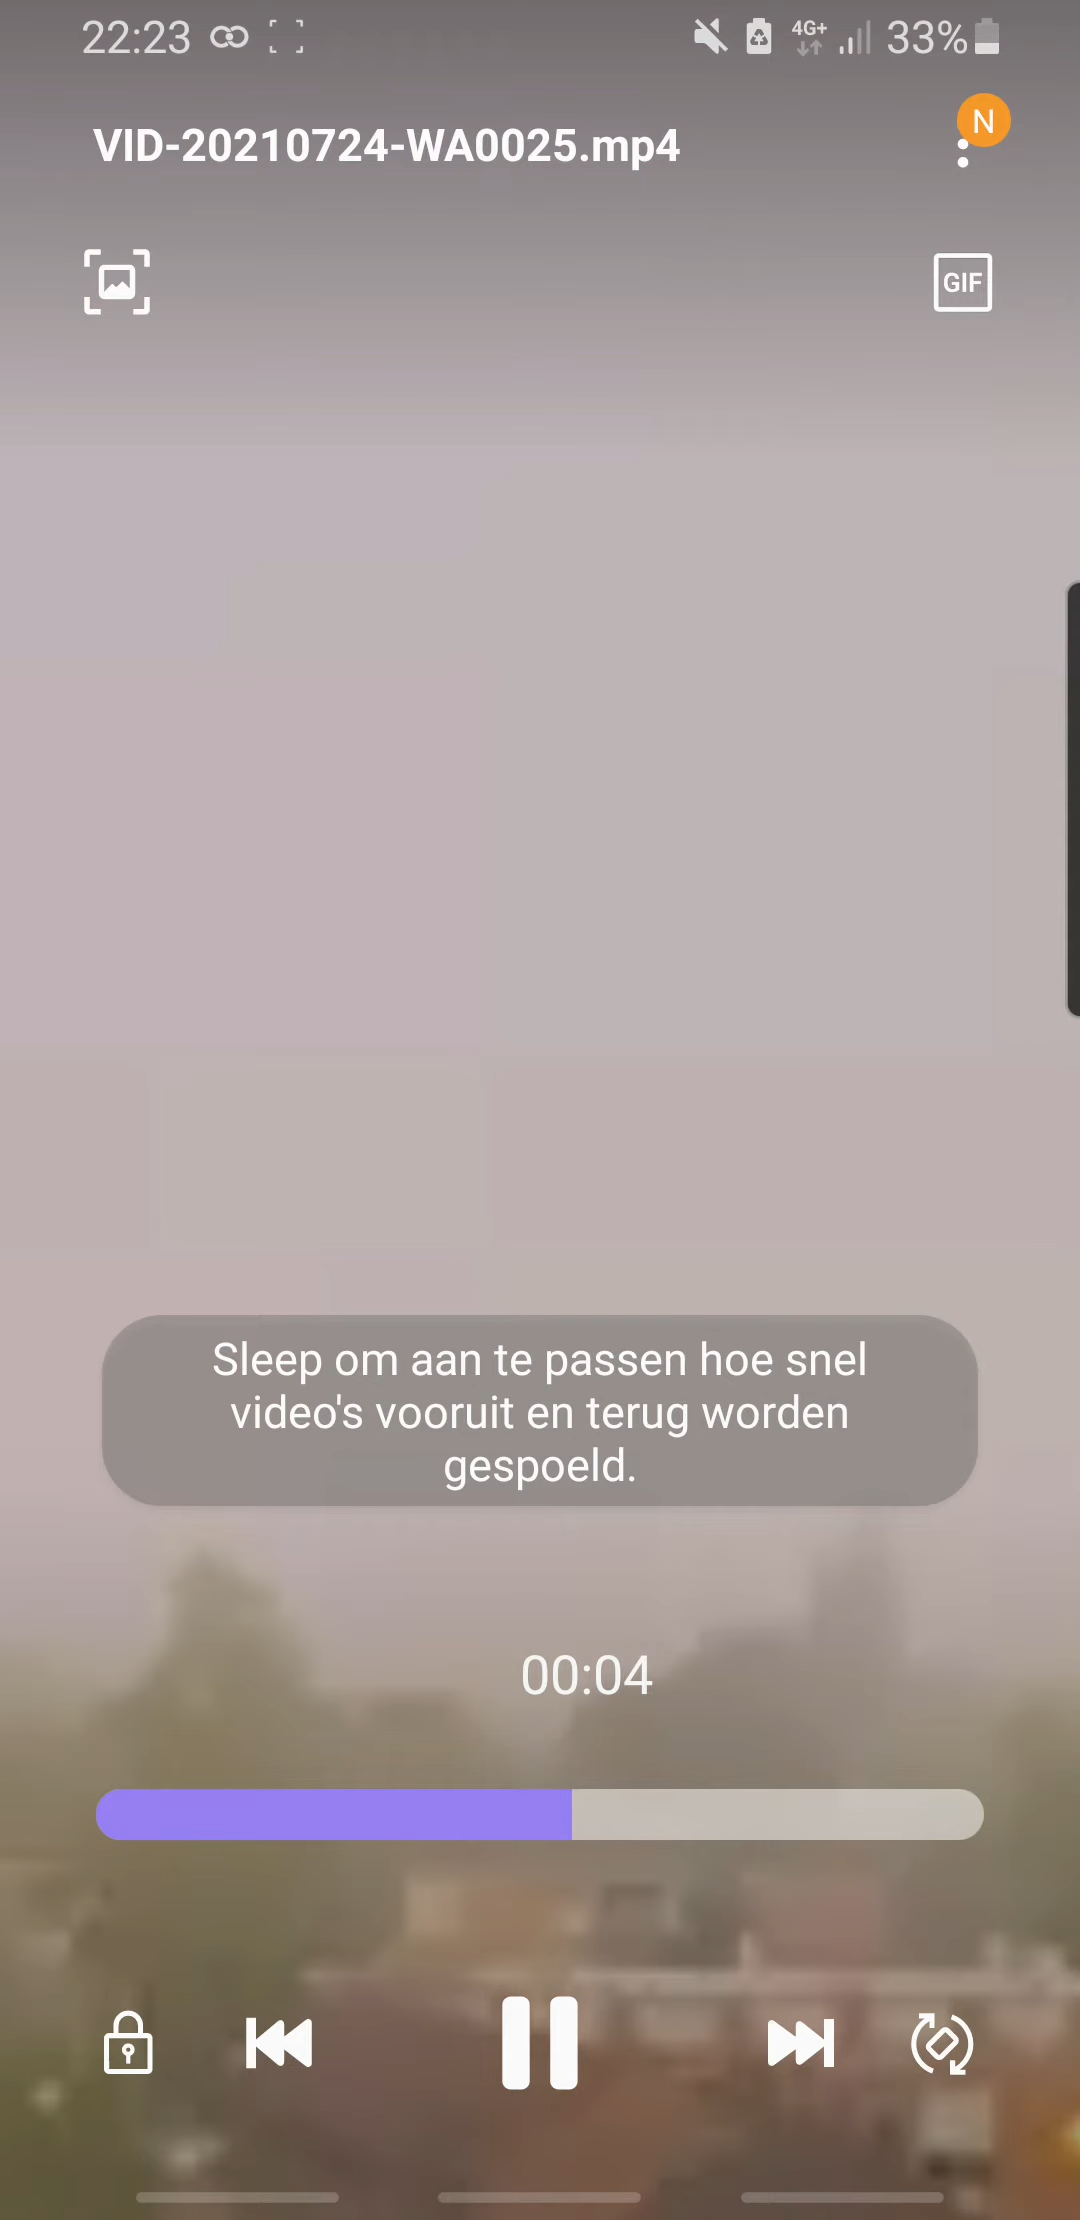 22:23 4G+ 33%
N
VID-20210724-WA0025.mp4
GIF
Sleep om aan te passen hoe snel
video's vooruit en terug worden
gespoeld.
00:04